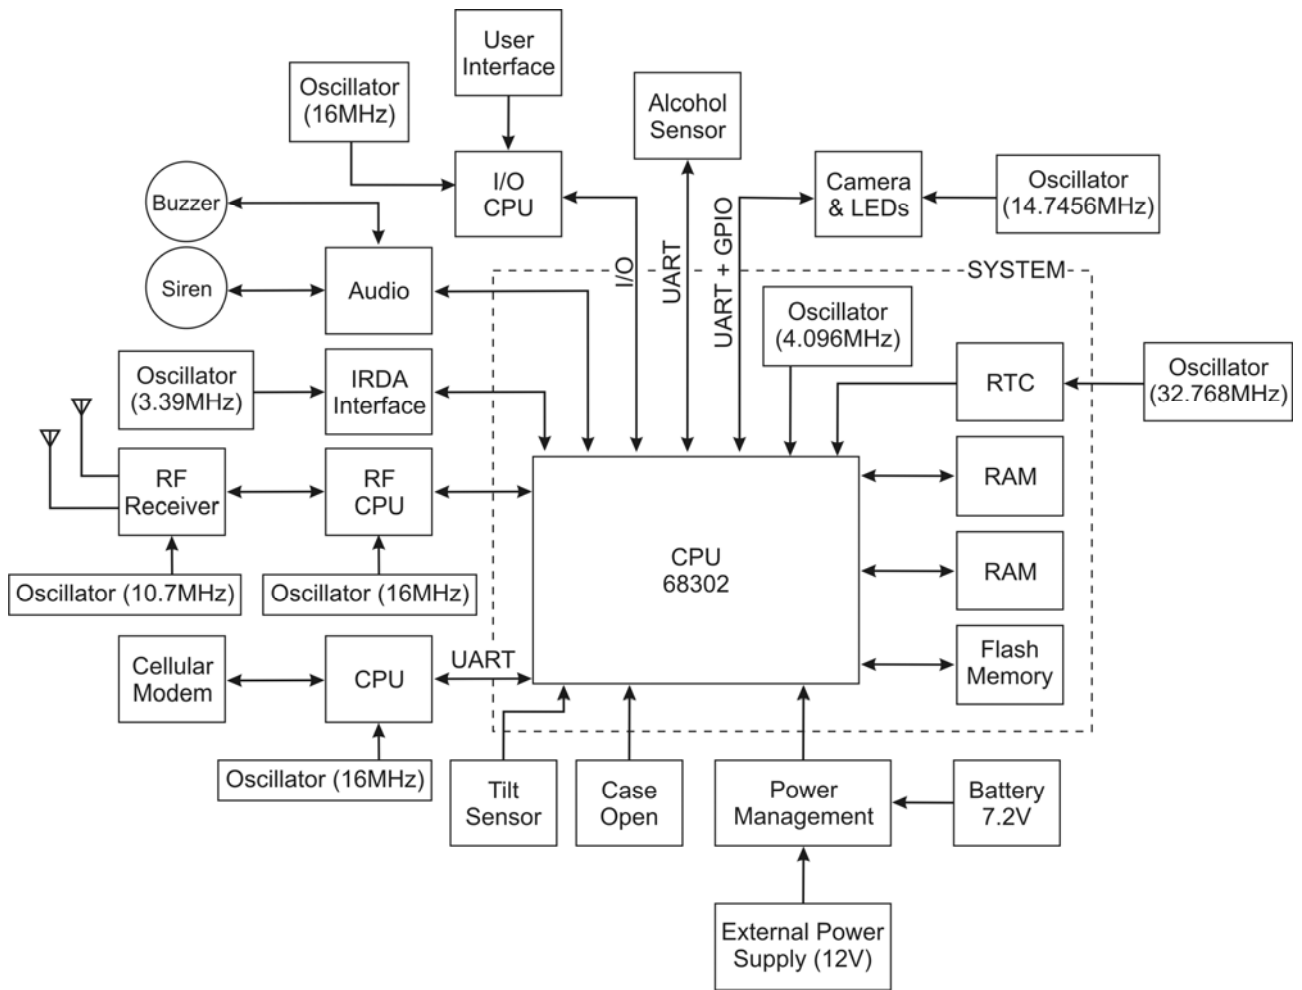 User
Interface
Oscillator
(16MHz)
Alcohol
Sensor
I/O
CPU
Camera
& LEDs
Oscillator
(14.7456MHz)
Buzzer
Siren
Audio
I/O
UART
UART + GPIO
SYSTEM
Oscillator
(4.096MHz)
Oscillator
(3.39MHz)
IRDA
Interface
RTC
Oscillator
(32.768MHz)
RF
Receiver
RF
CPU
RAM
CPU
68302
RAM
Oscillator (10.7MHz)
Oscillator (16MHz)
Cellular
Modem
CPU
UART
Flash
Memory
Oscillator (16MHz)
Tilt
Sensor
Case
Open
Power
Management
Battery
7.2V
External Power
Supply (12V)